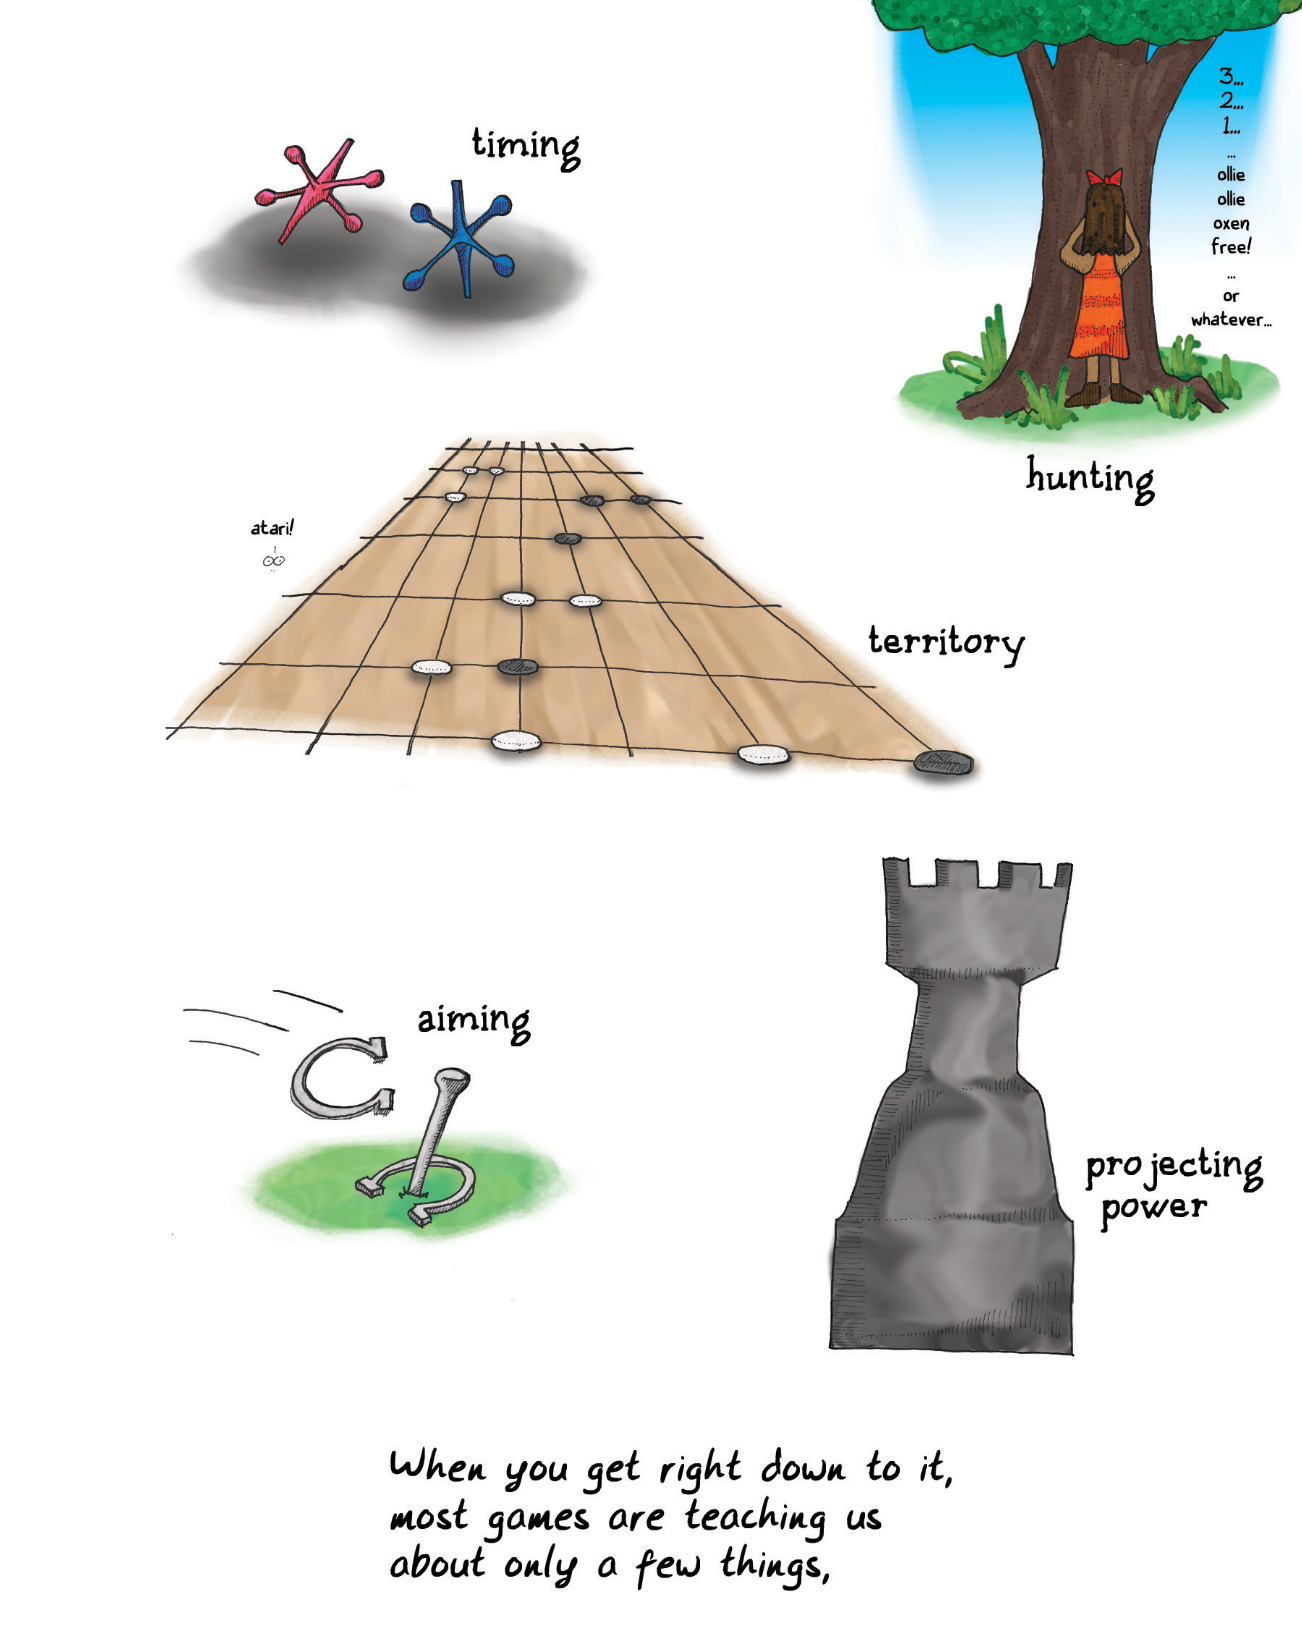 timing
3...
2...
1...
...
ollie
ollie
oxen
free!
...
or
whatever...
hunting
atari!
territory
aiming
projecting
power
When you get right down to it,
most games are teaching us
about only a few things,